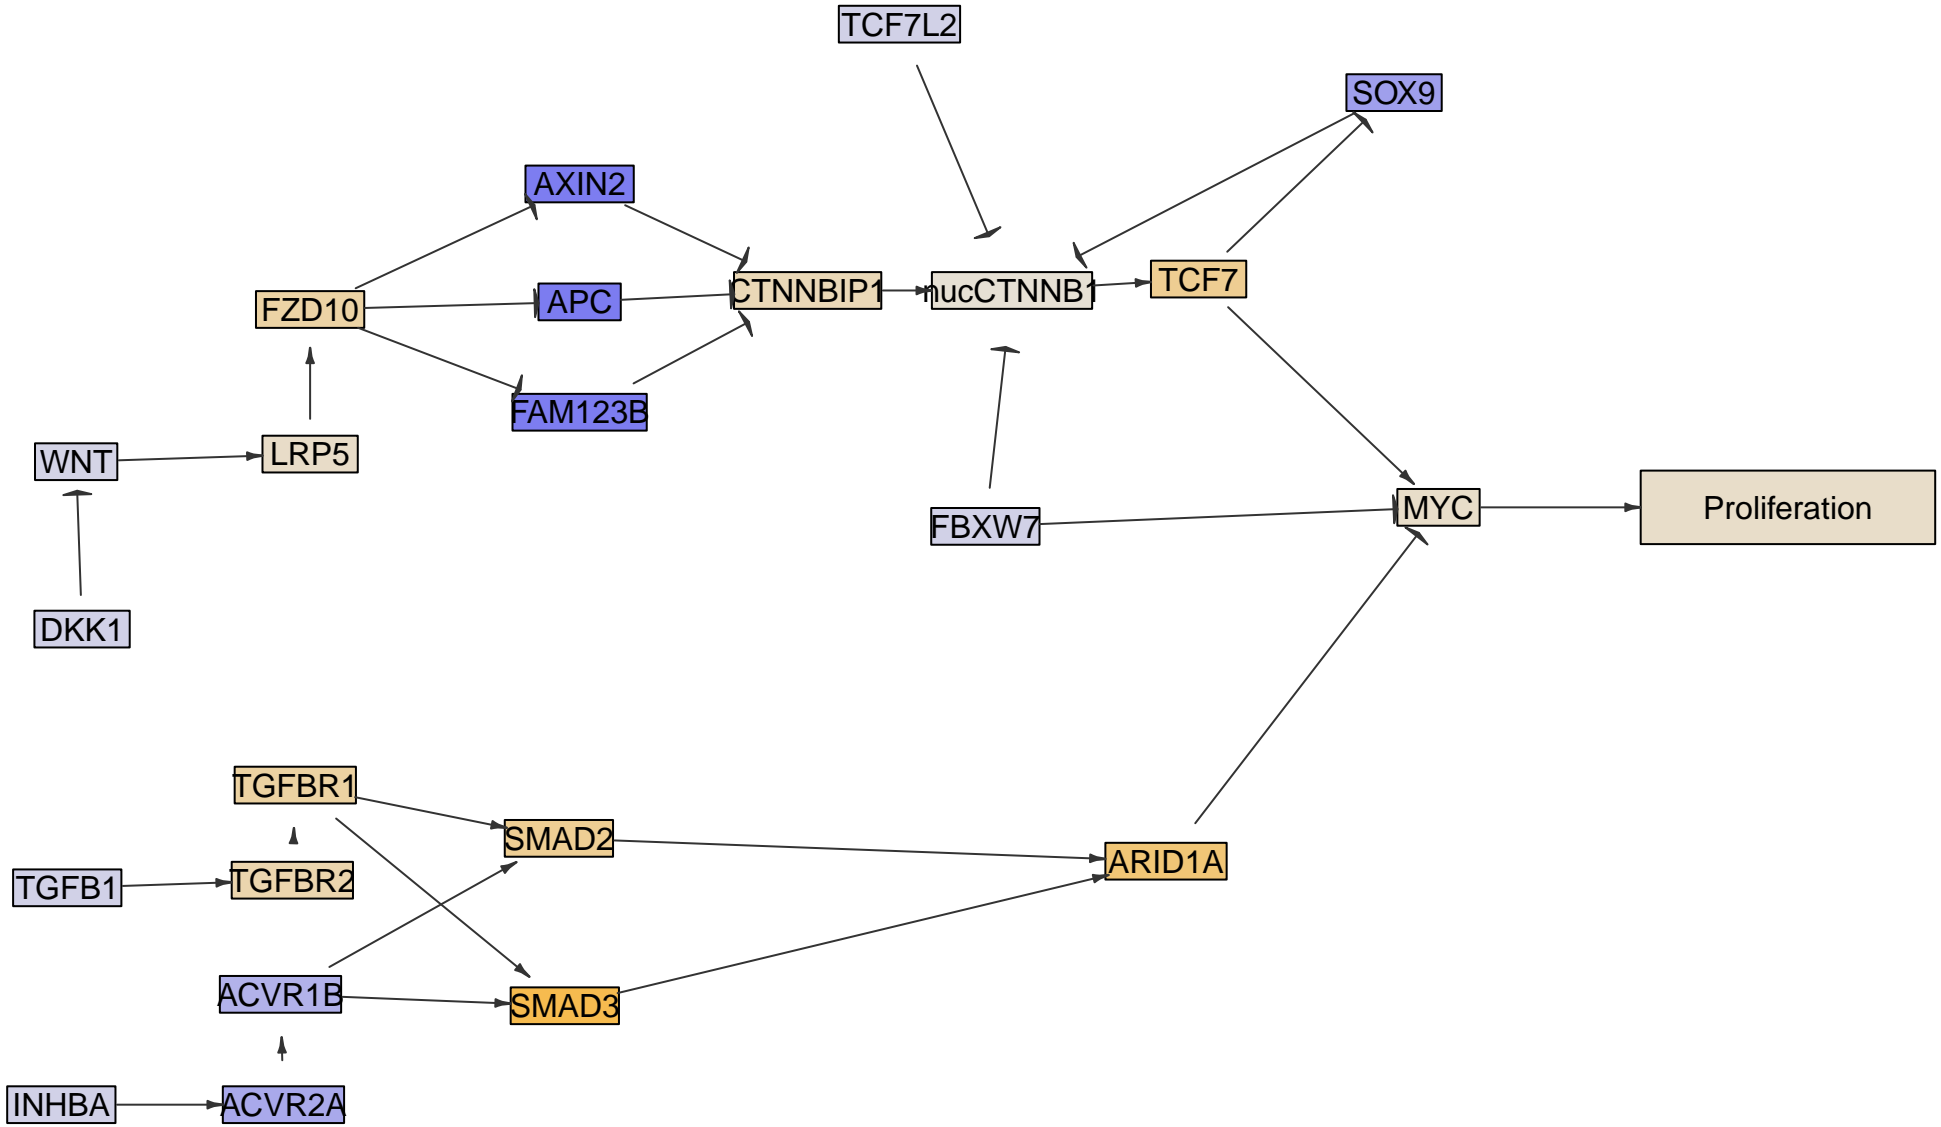 TCF7L2
SOX9
AXIN2
FZD10
APC
CTNNBIP1
nucCTNNB1
TCF7
FAM123B
WNT
LRP5
FBXW7
MYC
Proliferation
DKK1
TGFBR1
SMAD2
TGFB1
TGFBR2
ARID1A
ACVR1B
SMAD3
INHBA
ACVR2A